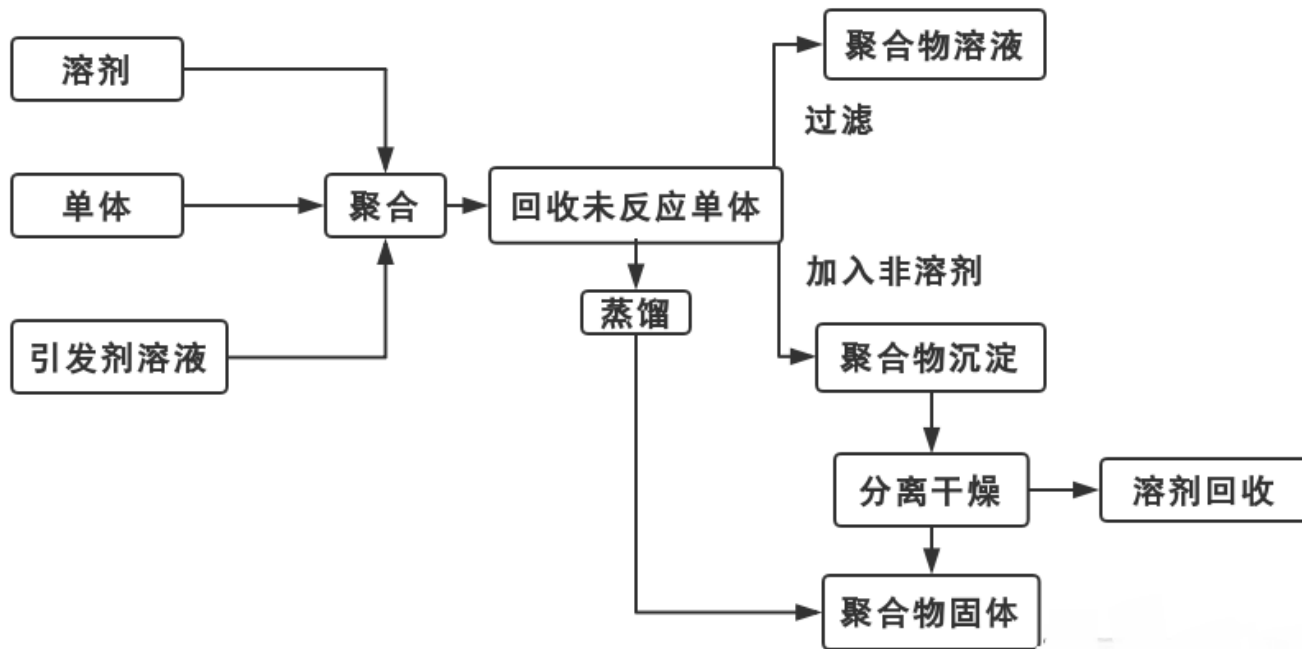 溶剂
单体
引发剂溶液
聚合
回收未反应单体
蒸馏
聚合物溶液
过滤
加入非溶剂
聚合物沉淀
分离干燥
溶剂回收
聚合物固体